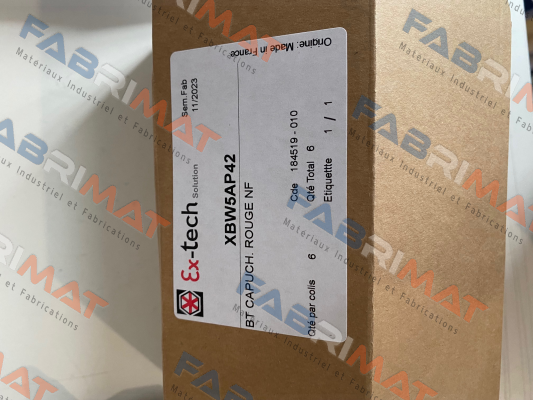 Ex-tech Solution
Sem.Fab
11/2023
XBW5AP42
BT CAPUCH. ROUGE NF
Cde 184519 - 010
Qté par colis 6
Qté Total 6
Etiquettte 1 / 1
Origine: Made in France
FABRIMAT
Materiaux Industriel et Fabrications